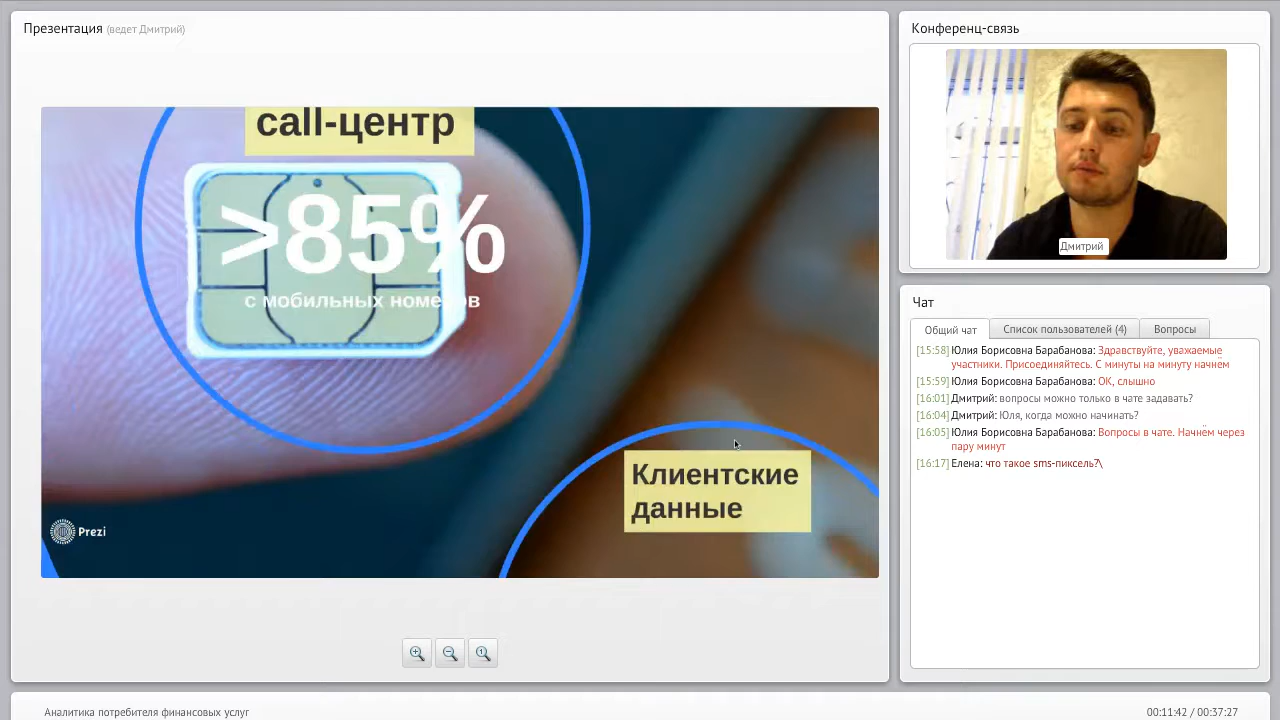 Презентация (ведет Дмитрий)
call-центр
>85%
с мобильных номеров
Клиентские
данные
Prezi
Конференц-связь
Дмитрий
Чат
Общий чат
Список пользователей (4)
Вопросы
[15:58] Юлия Борисовна Барабанова: Здравствуйте, уважаемые
участники. Присоединяйтесь. С минуты на минуту начнём
[15:59] Юлия Борисовна Барабанова: ОК, слышно
[16:01] Дмитрий: вопросы можно только в чате задавать?
[16:04] Дмитрий: Юля, когда можно начинать?
[16:05] Юлия Борисовна Барабанова: Вопросы в чате. Начнём через
пару минут
[16:17] Елена: что такое sms-пиксель?\
Аналитика потребителя финансовых услуг
00:11:42 / 00:37:27